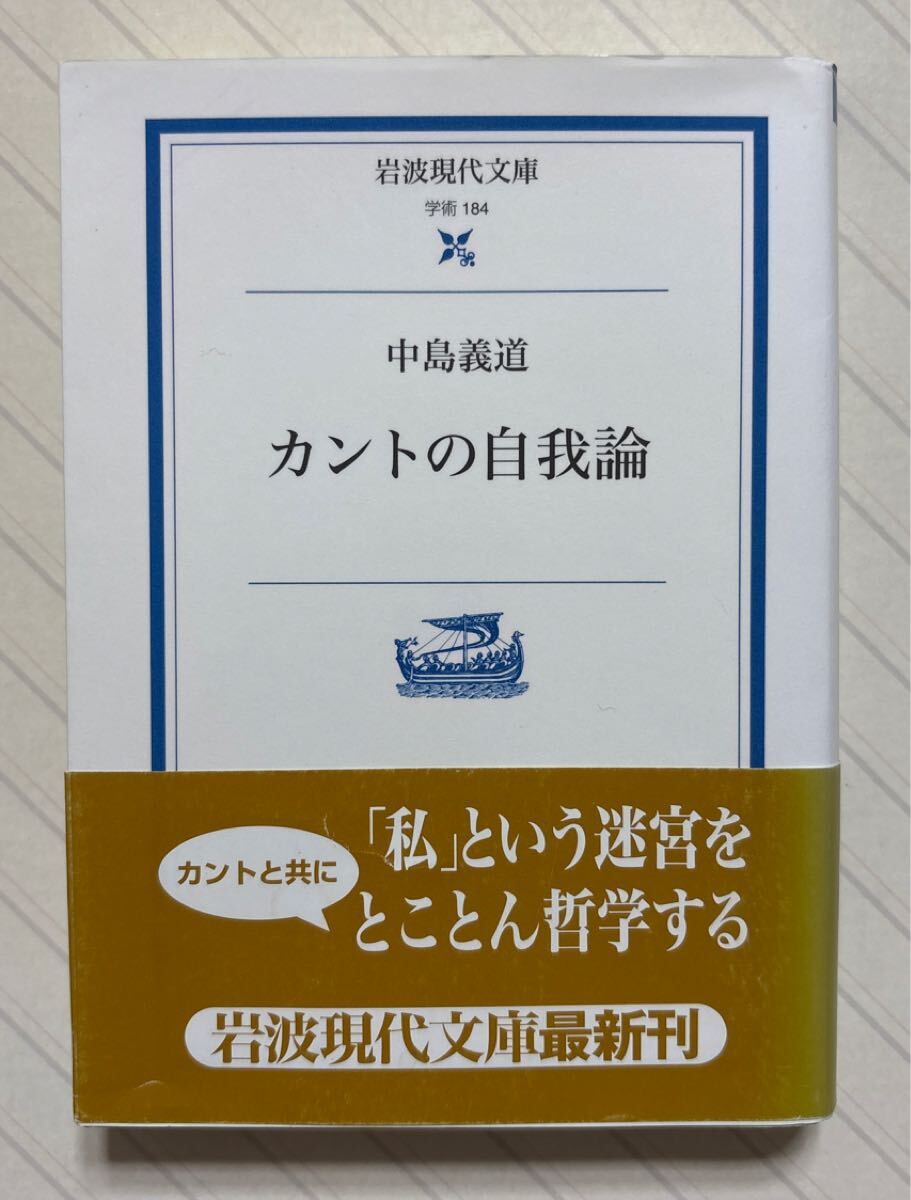 岩波現代文庫
学術 184
中島義道
カントの自我論
カントと共に
「私」という迷宮を
とことん哲学する
岩波現代文庫最新刊